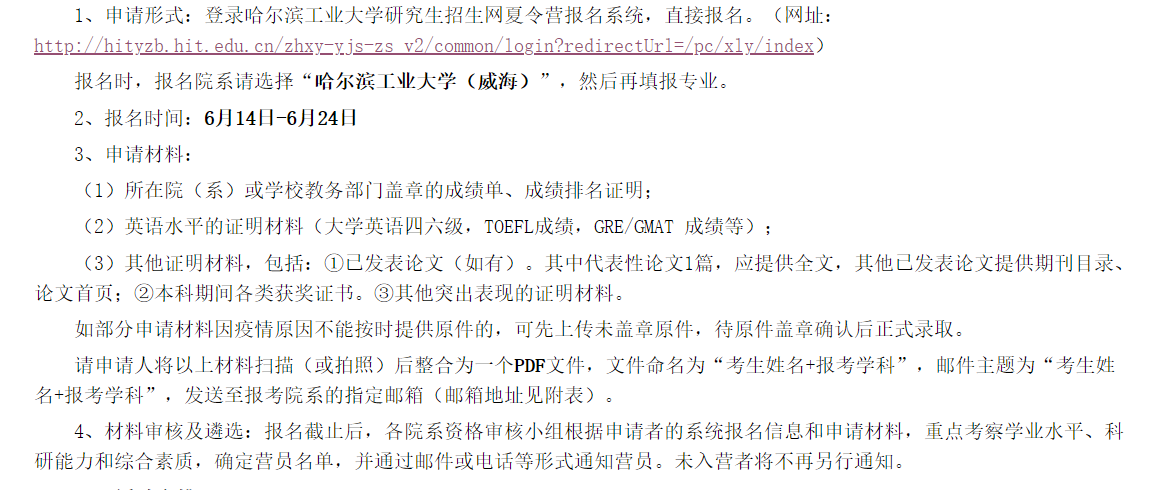 1、申请形式：登录哈尔滨工业大学研究生招生网夏令营报名系统，直接报名。（网址：
http://hityzb.hit.edu.cn/zhxy-yjs-zs_v2/common/login?redirectUrl=/pc/xly/index）
报名时，报名院系请选择“哈尔滨工业大学（威海）”，然后再填报专业。
2、报名时间：6月14日-6月24日
3、申请材料：
（1）所在院（系）或学校教务部门盖章的成绩单、成绩排名证明；
（2）英语水平的证明材料（大学英语四六级，TOEFL成绩，GRE/GMAT 成绩等）；
（3）其他证明材料，包括：①已发表论文（如有）。其中代表性论文1篇，应提供全文，其他已发表论文提供期刊目录、
论文首页；②本科期间各类获奖证书。③其他突出表现的证明材料。
如部分申请材料因疫情原因不能按时提供原件的，可先上传未盖章原件，待原件盖章确认后正式录取。
请申请人将以上材料扫描（或拍照）后整合为一个PDF文件，文件命名为“考生姓名+报考学科”，邮件主题为“考生姓
名+报考学科”，发送至报考院系的指定邮箱（邮箱地址见附表）。
4、材料审核及遴选：报名截止后，各院系资格审核小组根据申请者的系统报名信息和申请材料，重点考察学业水平、科
研能力和综合素质，确定营员名单，并通过邮件或电话等形式通知营员。未入营者将不再另行通知。